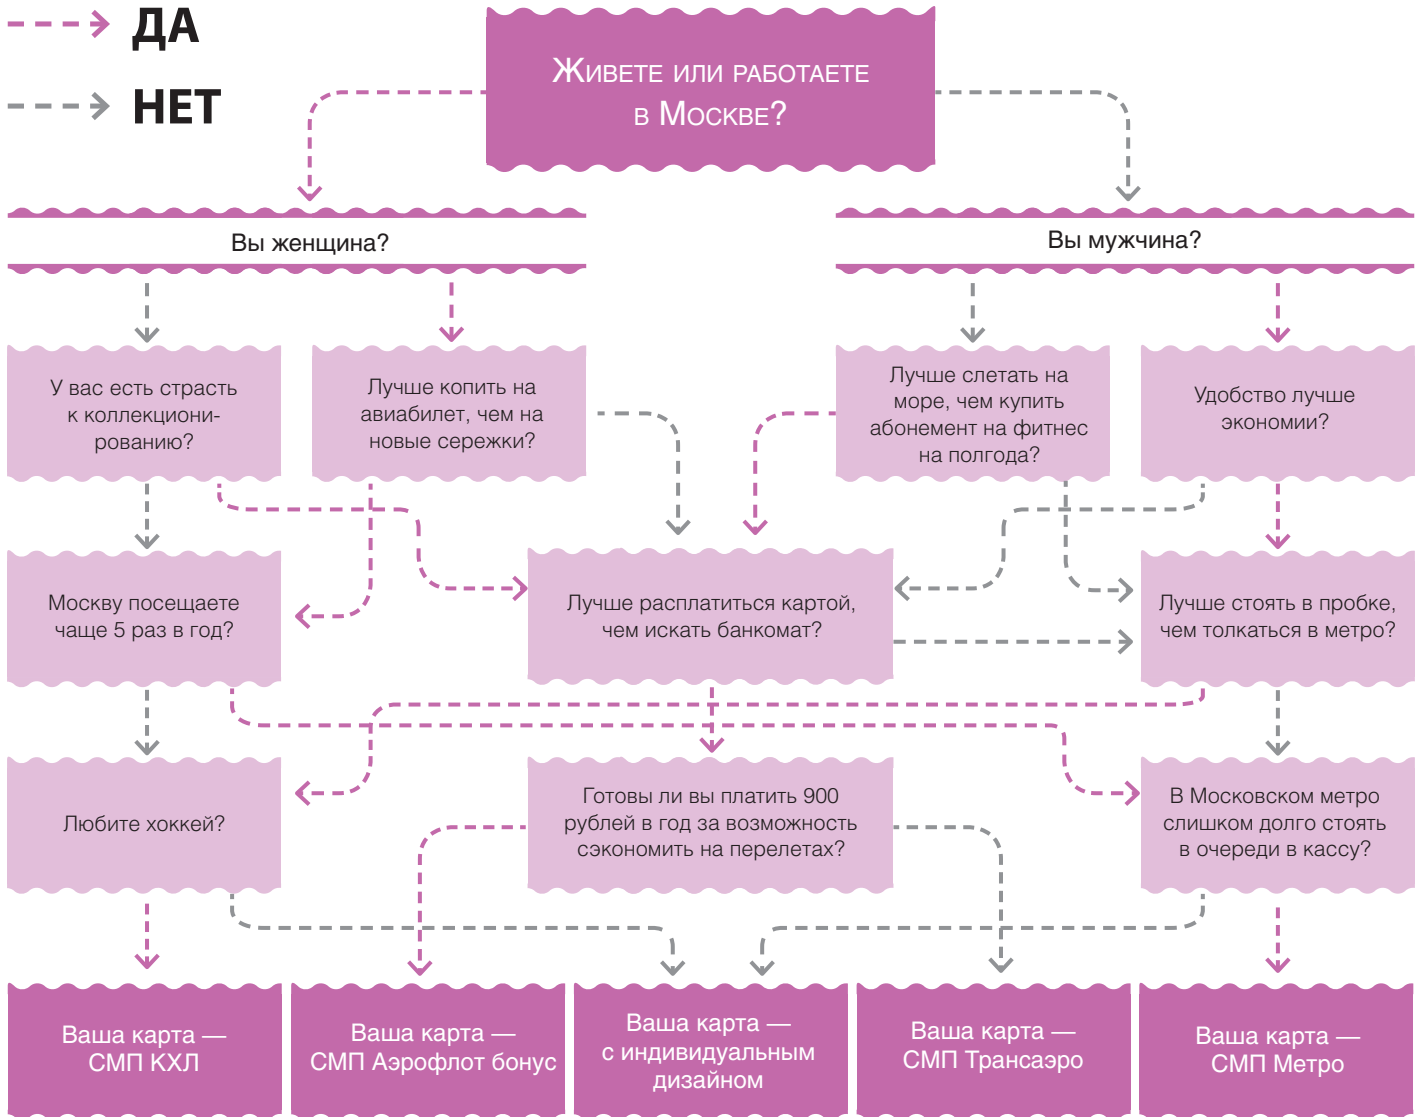 ДА
НЕТ
Живете или работаете
в Москве?
Вы женщина?
Вы мужчина?
У вас есть страсть
к коллекциони-
рованию?
Лучше копить на
авиабилет, чем на
новые сережки?
Лучше слетать на
море, чем купить
абонемент на фитнес
на полгода?
Удобство лучше
экономии?
Москву посещаете
чаще 5 раз в год?
Лучше расплатиться картой,
чем искать банкомат?
Лучше стоять в пробке,
чем толкаться в метро?
Любите хоккей?
Готовы ли вы платить 900
рублей в год за возможность
сэкономить на перелетах?
В Московском метро
слишком долго стоять
в очереди в кассу?
Ваша карта —
СМП КХЛ
Ваша карта —
СМП Аэрофлот бонус
Ваша карта —
с индивидуальным
дизайном
Ваша карта —
СМП Трансаэро
Ваша карта —
СМП Метро